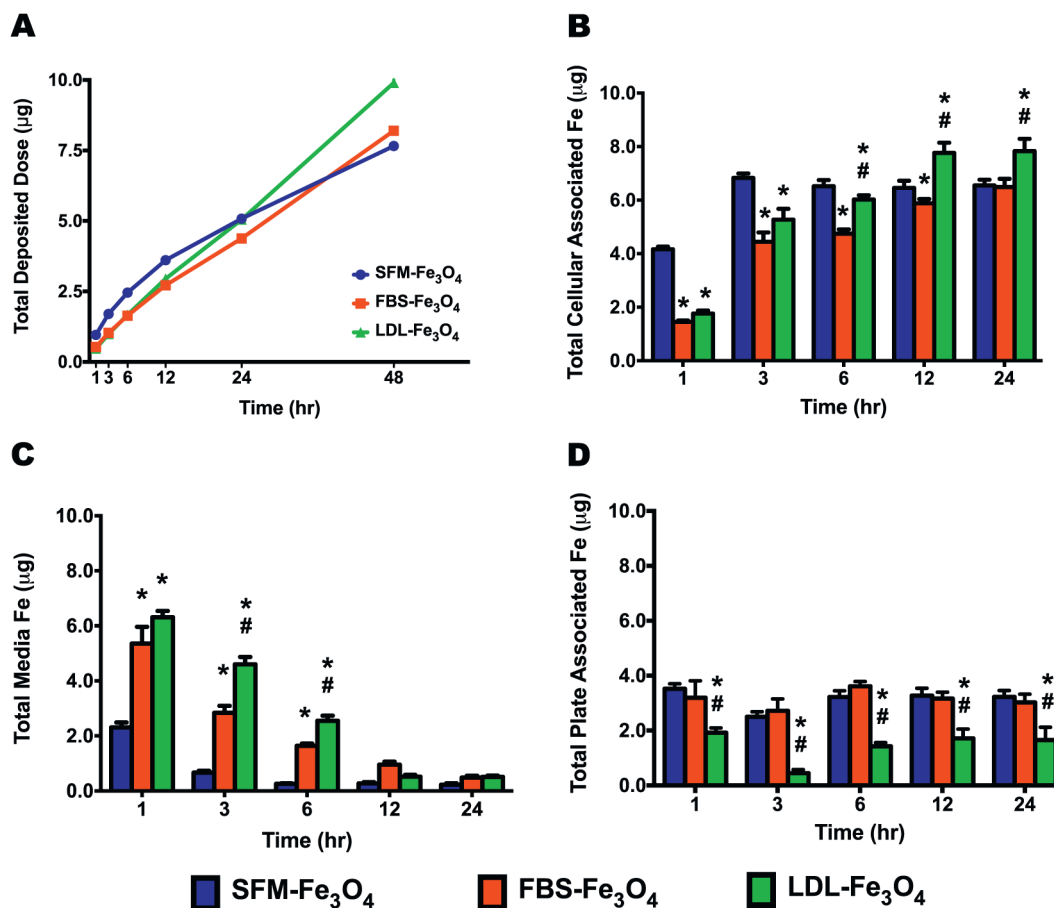 A
Total Deposited Dose (μg)
10.0
7.5
5.0
2.5
0.0
1 3 6 12 24 48
Time (hr)
SFM-Fe₃O₄
FBS-Fe₃O₄
LDL-Fe₃O₄
B
Total Cellular Associated Fe (μg)
10.0
8.0
6.0
4.0
2.0
0.0
* *
* *
* * #
* * #
* #
1 3 6 12 24
Time (hr)
C
Total Media Fe (μg)
10.0
8.0
6.0
4.0
2.0
0.0
* *
* * #
* * #
1 3 6 12 24
Time (hr)
D
Total Plate Associated Fe (μg)
10.0
8.0
6.0
4.0
2.0
0.0
* #
* #
* #
* #
* #
1 3 6 12 24
Time (hr)
SFM-Fe₃O₄ FBS-Fe₃O₄ LDL-Fe₃O₄